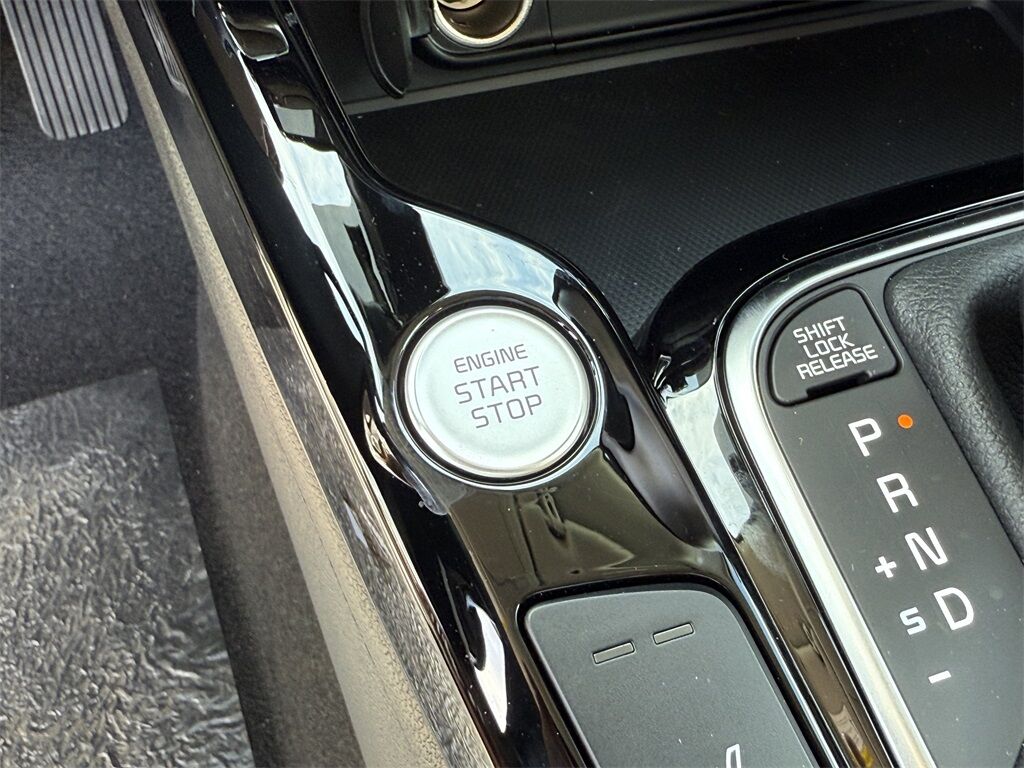 ENGINE
START
STOP
SHIFT
LOCK
RELEASE
P
R
+ N
S D
-